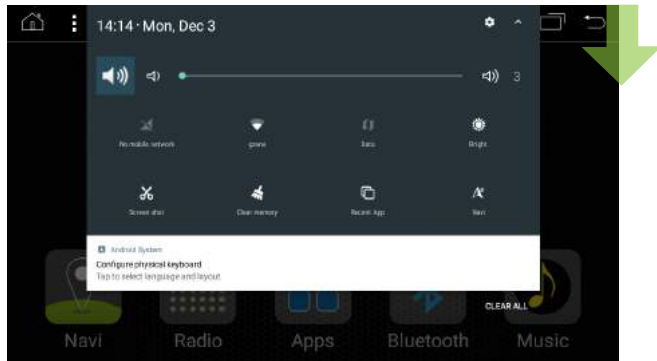 14:14 · Mon, Dec 3
3
No mobile network
Data
Bright
Screen shot
Clear memory
Recent App
Navi
Android System
Configure physical keyboard
Tap to select language and layout
CLEAR ALL
Navi
Radio
Apps
Bluetooth
Music